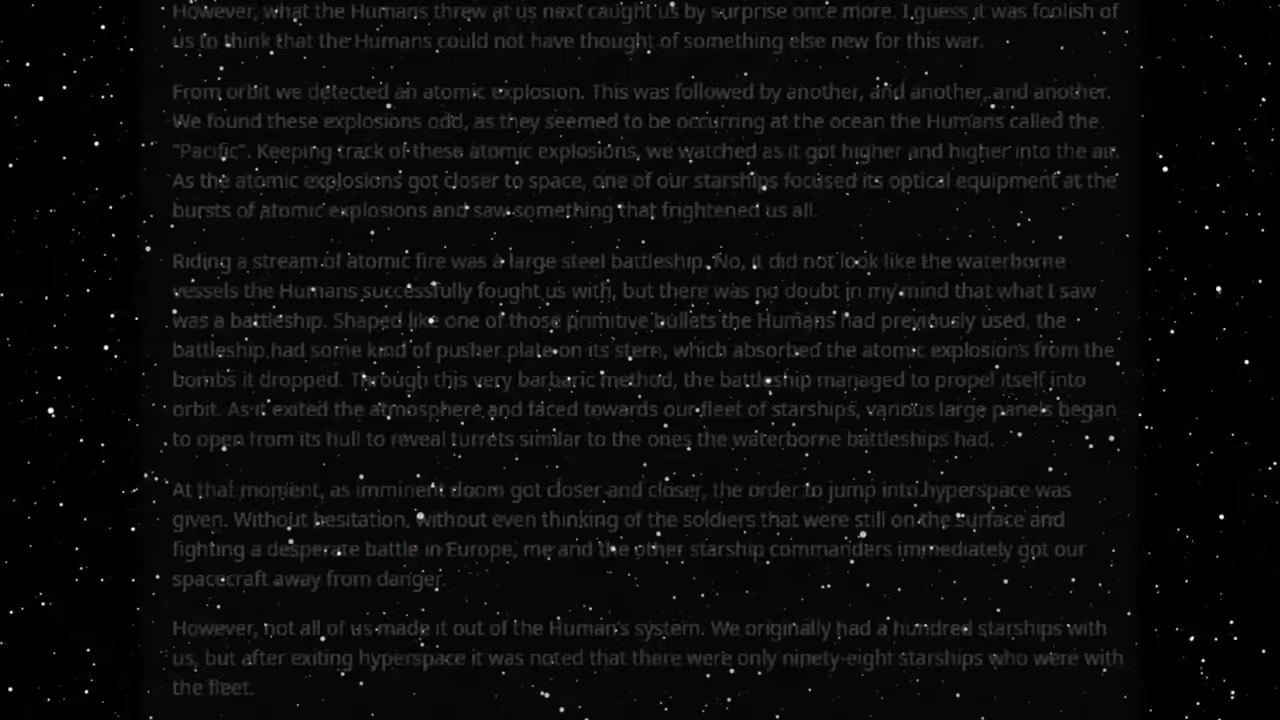 However, what the Humans threw at us next caught us by surprise once more. I guess it was foolish of
us to think that the Humans could not have thought of something else new for this war.
From orbit we detected an atomic explosion. This was followed by another, and another, and another.
We found these explosions odd, as they seemed to be occurring at the ocean the Humans called the
"Pacific". Keeping track of these atomic explosions, we watched as it got higher and higher into the air.
As the atomic explosions got closer to space, one of our starships focused its optical equipment at the
bursts of atomic explosions and saw something that frightened us all.
Riding a stream of atomic fire was a large steel battleship. No, it did not look like the waterborne
vessels the Humans successfully fought us with, but there was no doubt in my mind that what I saw
was a battleship. Shaped like one of those primitive bullets the Humans had previously used, the
battleship had some kind of pusher plate on its stern, which absorbed the atomic explosions from the
bombs it dropped. Through this very barbaric method, the battleship managed to propel itself into
orbit. As it exited the atmosphere and faced towards our fleet of starships, various large panels began
to open from its hull to reveal turrets similar to the ones the waterborne battleships had.
At that moment, as imminent doom got closer and closer, the order to jump into hyperspace was
given. Without hesitation, without even thinking of the soldiers that were still on the surface and
fighting a desperate battle in Europe, me and the other starship commanders immediately got our
spacecraft away from danger.
However, not all of us made it out of the Human's system. We originally had a hundred starships with
us, but after exiting hyperspace it was noted that there were only ninety-eight starships who were with
the fleet.